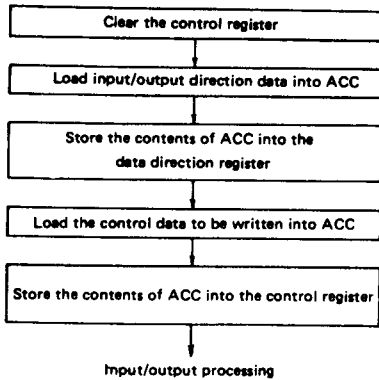 Clear the control register
Load input/output direction data into ACC
Store the contents of ACC into the
data direction register
Load the control data to be written into ACC
Store the contents of ACC into the control register
Input/output processing